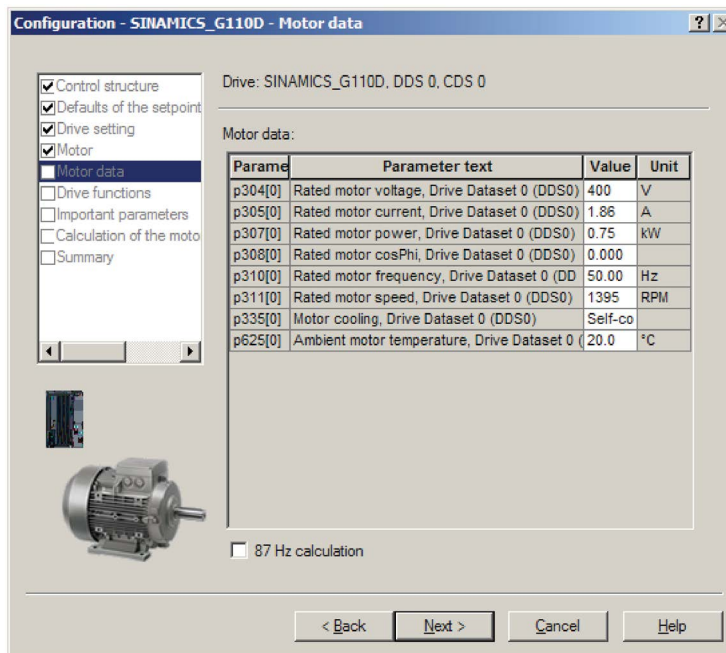 Configuration - SINAMICS_G110D - Motor data
Control structure
Defaults of the setpoint
Drive setting
Motor
Motor data
Drive functions
Important parameters
Calculation of the moto
Summary
Drive: SINAMICS_G110D, DDS 0, CDS 0
Motor data:
Parame Parameter text Value Unit
p304[0] Rated motor voltage, Drive Dataset 0 (DDS0) 400 V
p305[0] Rated motor current, Drive Dataset 0 (DDS0) 1.86 A
p307[0] Rated motor power, Drive Dataset 0 (DDS0) 0.75 kW
p308[0] Rated motor cosPhi, Drive Dataset 0 (DDS0) 0.000
p310[0] Rated motor frequency, Drive Dataset 0 (DD 50.00 Hz
p311[0] Rated motor speed, Drive Dataset 0 (DDS0) 1395 RPM
p335[0] Motor cooling, Drive Dataset 0 (DDS0) Self-co
p625[0] Ambient motor temperature, Drive Dataset 0 ( 20.0 °C
87 Hz calculation
< Back Next > Cancel Help